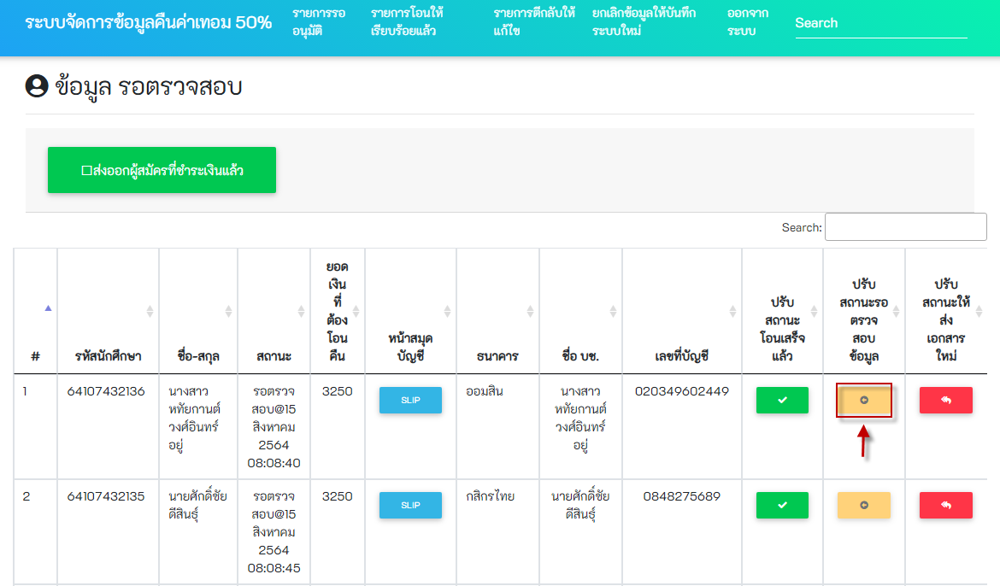 ระบบจัดการข้อมูลคืนค่าเทอม 50%
รายการรอ
อนุมัติ
รายการโอนให้
เรียบร้อยแล้ว
รายการตีกลับให้
แก้ไข
ยกเลิกข้อมูลให้บันทึก
ระบบใหม่
ออกจาก
ระบบ
Search
ข้อมูล รอตรวจสอบ
ส่งออกผู้สมัครที่ชำระเงินแล้ว
Search:
#
รหัสนักศึกษา
ชื่อ-สกุล
สถานะ
ยอด
เงิน
ที่
ต้อง
โอน
คืน
หน้าสมุด
บัญชี
ธนาคาร
ชื่อ บช.
เลขที่บัญชี
ปรับ
สถานะ
โอนเสร็จ
แล้ว
ปรับ
สถานะรอ
ตรวจ
สอบ
ข้อมูล
ปรับ
สถานะให้
ส่ง
เอกสาร
ใหม่
1
64107432136
นางสาว
หทัยกานต์
วงศ์อินทร์
อยู่
รอตรวจ
สอบ@15
สิงหาคม
2564
08:08:40
3250
SLIP
ออมสิน
นางสาว
หทัยกานต์
วงศ์อินทร์
อยู่
020349602449
2
64107432135
นายศักดิ์ชัย
ดีสินธุ์
รอตรวจ
สอบ@15
สิงหาคม
2564
08:08:45
3250
SLIP
กสิกรไทย
นายศักดิ์ชัย
ดีสินธุ์
0848275689